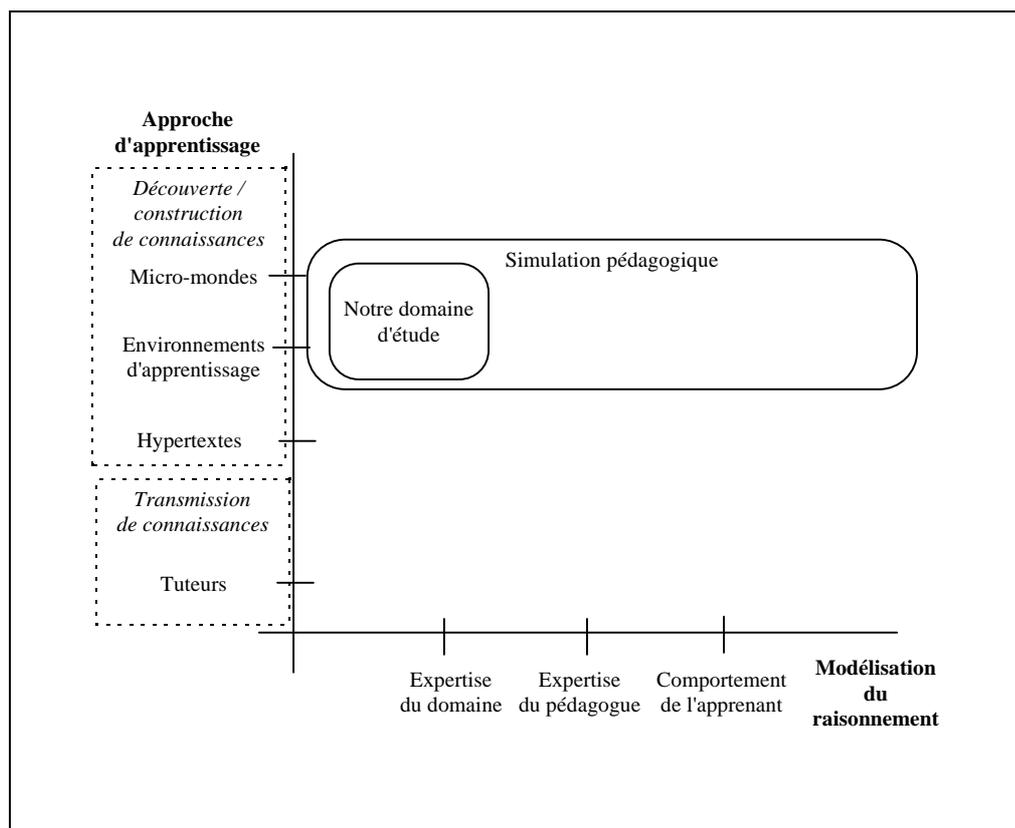 Approche
d'apprentissage
Découverte /
construction
de connaissances
Micro-mondes
Environnements
d'apprentissage
Hypertextes
Transmission
de connaissances
Tuteurs
Simulation pédagogique
Notre domaine
d'étude
Expertise
du domaine
Expertise
du pédagogue
Comportement
de l'apprenant
Modélisation
du
raisonnement